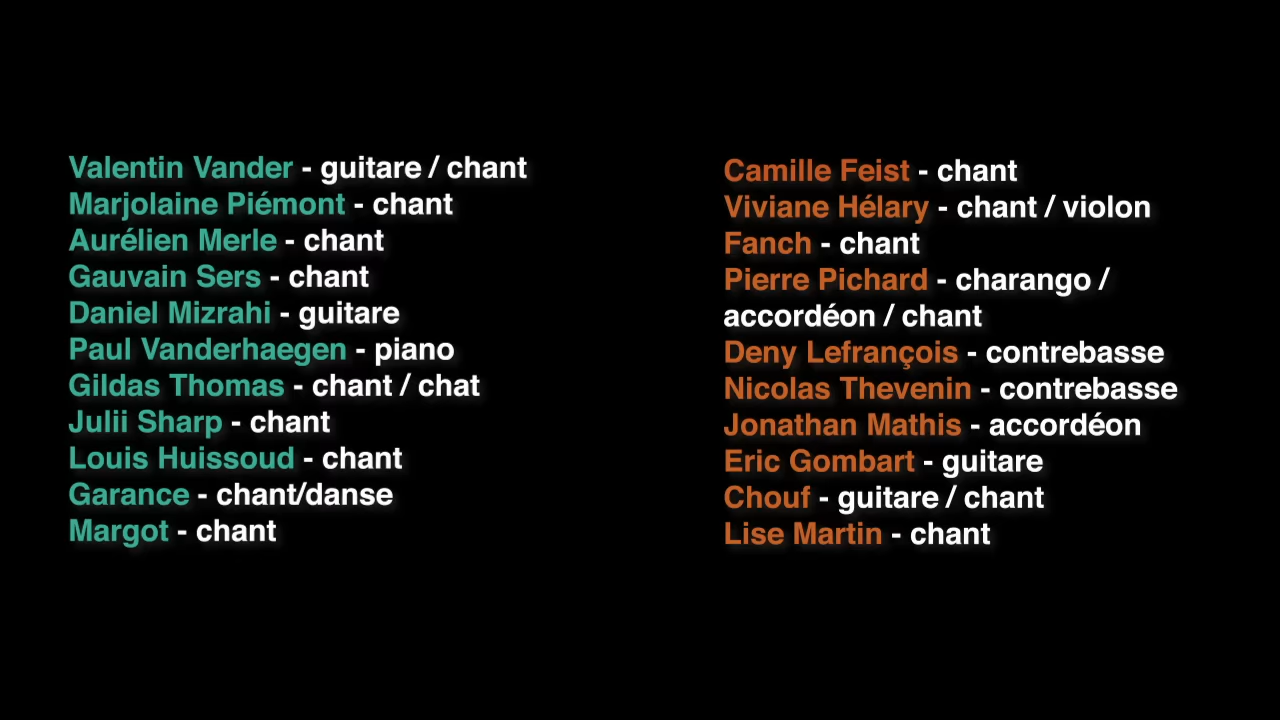 Valentin Vander - guitare / chant
Marjolaine Piémont - chant
Aurélien Merle - chant
Gauvain Sers - chant
Daniel Mizrahi - guitare
Paul Vanderhaegen - piano
Gildas Thomas - chant / chat
Julii Sharp - chant
Louis Huissoud - chant
Garance - chant/danse
Margot - chant
Camille Feist - chant
Viviane Hélary - chant / violon
Fanch - chant
Pierre Pichard - charango /
accordéon / chant
Deny Lefrançois - contrebasse
Nicolas Thevenin - contrebasse
Jonathan Mathis - accordéon
Eric Gombart - guitare
Chouf - guitare / chant
Lise Martin - chant